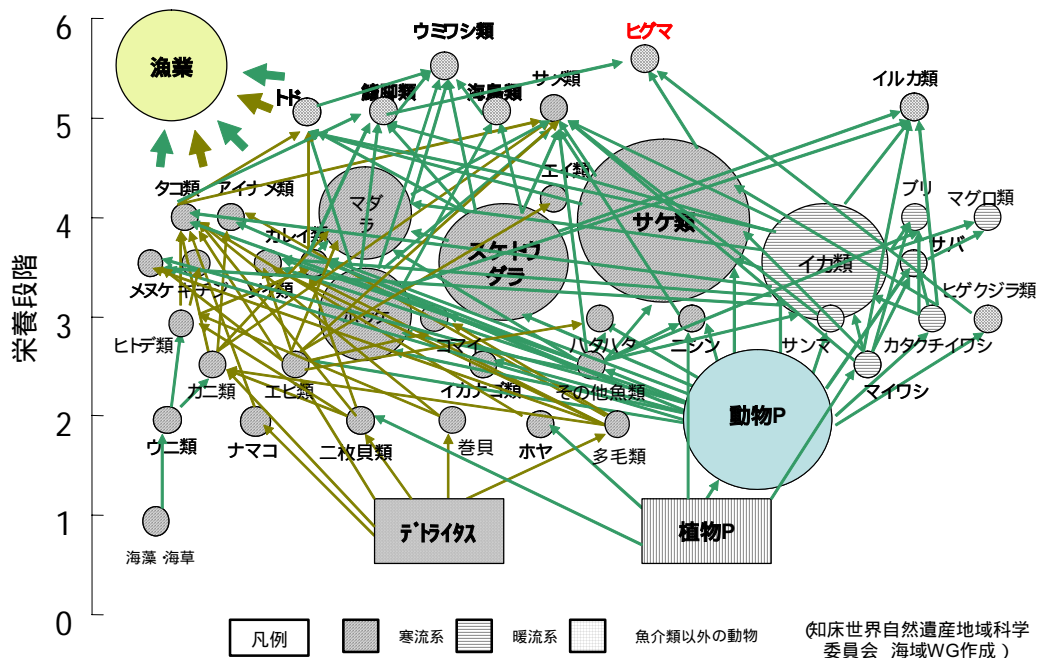 6
5
4
3
2
1
0
栄養段階
漁業
ウミワシ類
ヒグマ
トド
鰭脚類
海鳥類
サメ類
イルカ類
タコ類
アイナメ類
マダ
ラ
エイ類
サケ類
ブリ
マグロ類
カレイ類
スケトウ
ダラ
イカ類
サバ
メヌケ
キチジ
ヒゲクジラ類
ホッケ
ヒトデ類
コマイ
ハタハタ
ニシン
サンマ
カタクチイワシ
カニ類
エビ類
イカナゴ類
その他魚類
マイワシ
動物P
ウニ類
ナマコ
二枚貝類
巻貝
ホヤ
多毛類
デトライタス
植物P
海藻・海草
凡例
寒流系
暖流系
魚介類以外の動物
(知床世界自然遺産地域科学
委員会 海域WG作成)